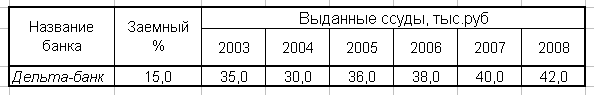 Название банка Заемный % Выданные ссуды, тыс.руб
2003 2004 2005 2006 2007 2008
Дельта-банк 15,0 35,0 30,0 36,0 38,0 40,0 42,0